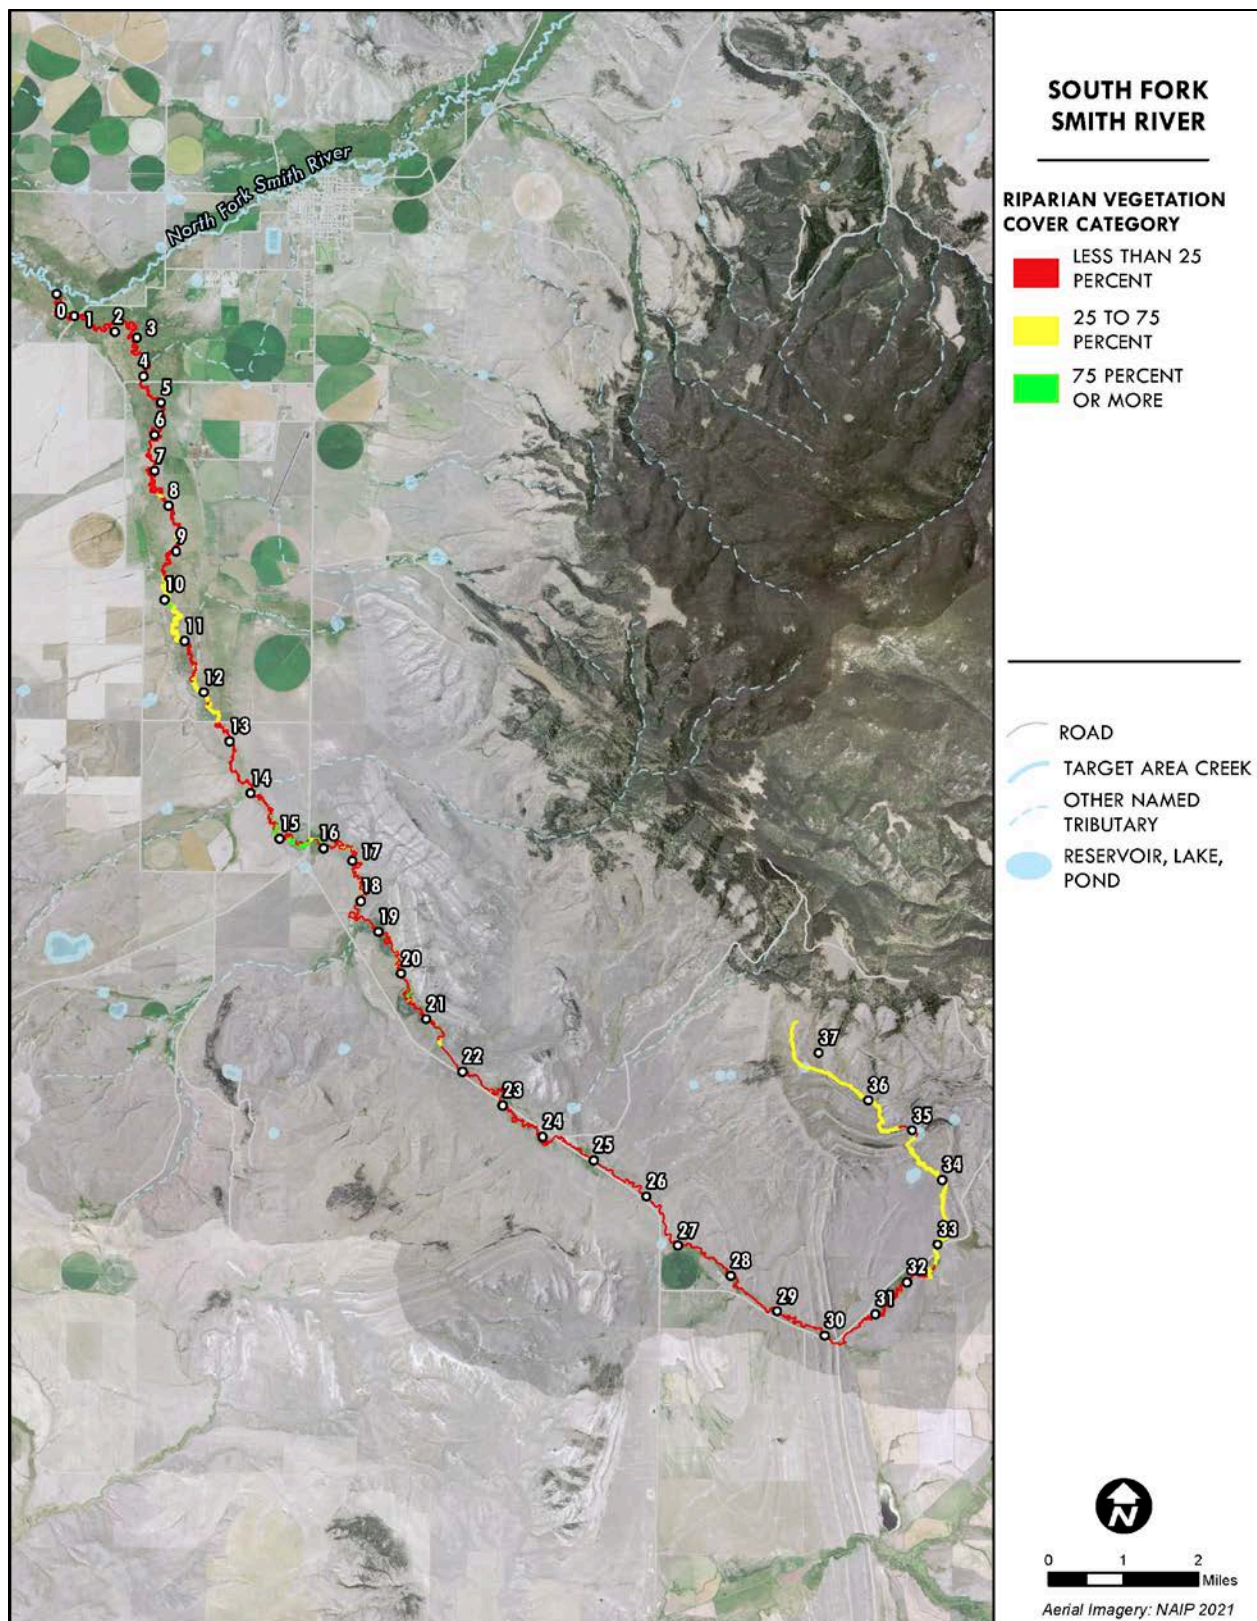 SOUTH FORK
SMITH RIVER
RIPARIAN VEGETATION
COVER CATEGORY
LESS THAN 25
PERCENT
25 TO 75
PERCENT
75 PERCENT
OR MORE
ROAD
TARGET AREA CREEK
OTHER NAMED
TRIBUTARY
RESERVOIR, LAKE,
POND
N
0 1 2
Miles
Aerial Imagery: NAIP 2021
North Fork Smith River
0
1
2
3
4
5
6
7
8
9
10
11
12
13
14
15
16
17
18
19
20
21
22
23
24
25
26
27
28
29
30
31
32
33
34
35
36
37